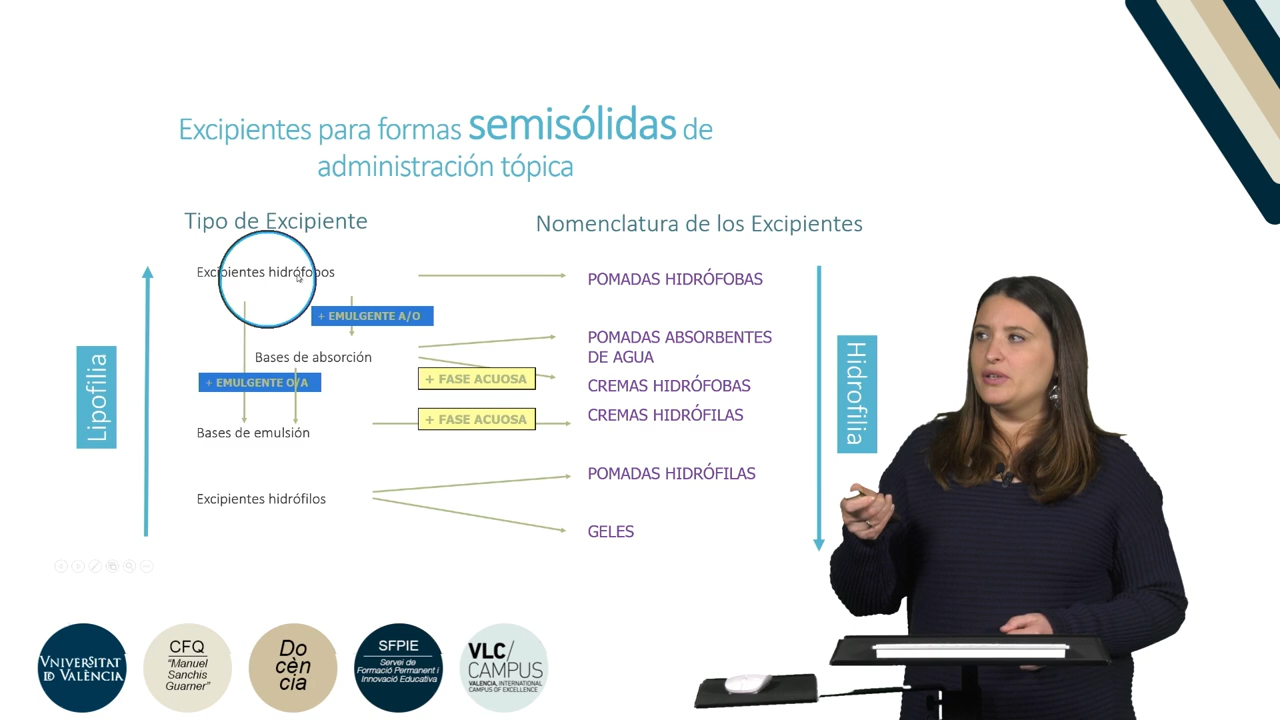 Excipientes para formas semisólidas de
administración tópica
Tipo de Excipiente
Nomenclatura de los Excipientes
Excipientes hidrófobos
POMADAS HIDRÓFOBAS
+ EMULGENTE A/O
POMADAS ABSORBENTES
DE AGUA
Bases de absorción
+ FASE ACUOSA
CREMAS HIDRÓFOBAS
+ EMULGENTE O/A
+ FASE ACUOSA
CREMAS HIDRÓFILAS
Bases de emulsión
POMADAS HIDRÓFILAS
Excipientes hidrófilos
GELES
Lipofilia
Hidrofilia
VNIVERSITAT
ID VALÈNCIA
CFQ
"Manuel
Sanchis
Guarner"
Do
cèn
cia
SFPIE
Servei de
Formació Permanent i
Innovació Educativa
VLC/
CAMPUS
VALENCIA, INTERNATIONAL
CAMPUS OF EXCELLENCE